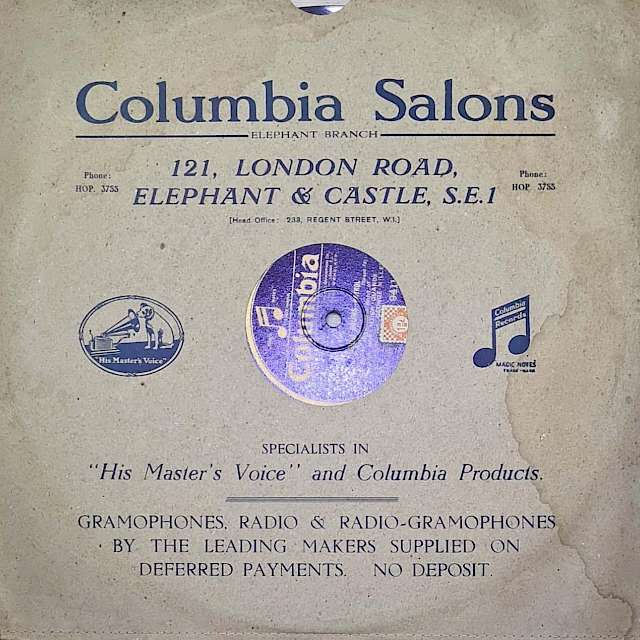 Columbia Salons
ELEPHANT BRANCH
Phone:
HOP. 3755
121, LONDON ROAD,
ELEPHANT & CASTLE, S.E.1
Phone:
HOP 3755
[Head Office: 233, REGENT STREET, W.1.]
Columbia
"His Master's Voice"
Columbia
Records
MAGIC NOTES
TRADE MARK
SPECIALISTS IN
"His Master's Voice" and Columbia Products.
GRAMOPHONES, RADIO & RADIO-GRAMOPHONES
BY THE LEADING MAKERS SUPPLIED ON
DEFERRED PAYMENTS. NO DEPOSIT.